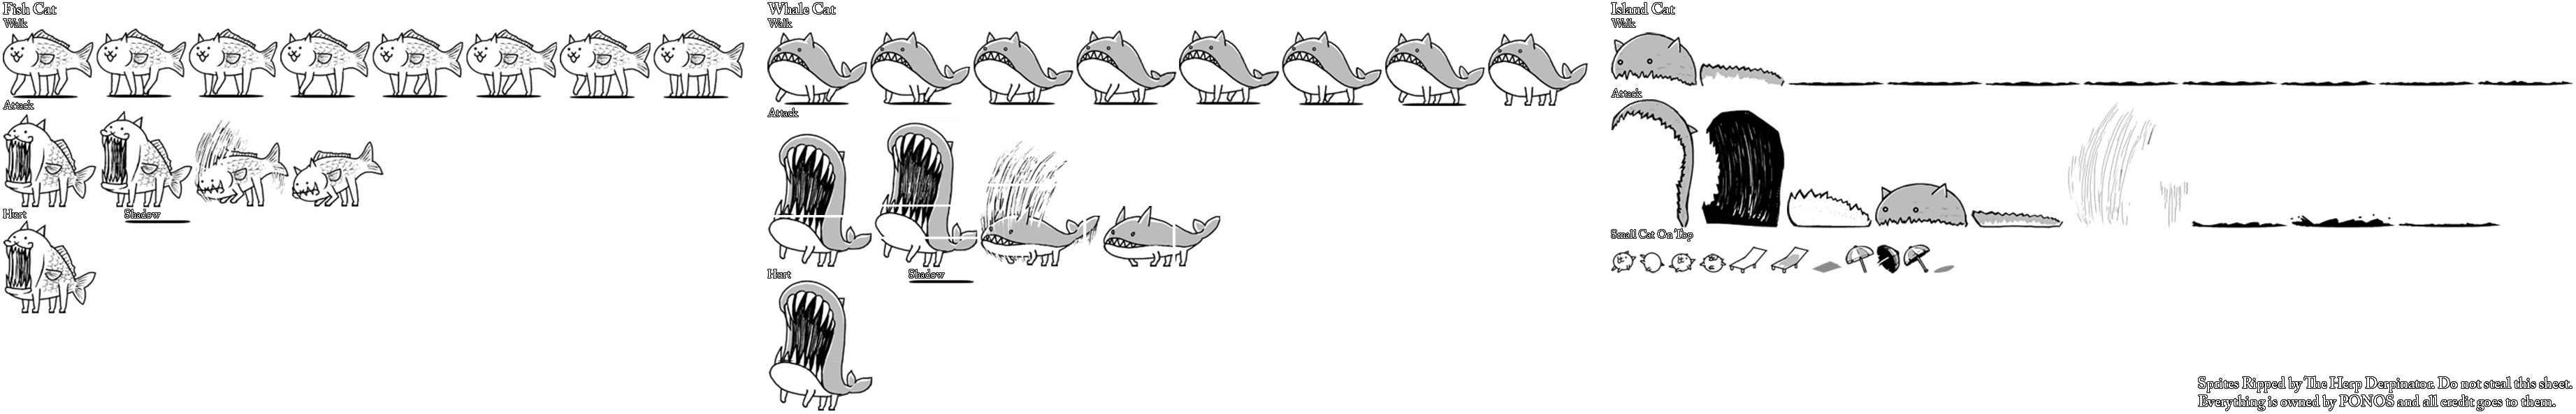 Fish Cat
Walk
Attack
Hurt
Shadow
Whale Cat
Walk
Attack
Hurt
Shadow
Island Cat
Walk
Attack
Small Cat On Top
Sprites Ripped by The Herp Derpinator. Do not steal this sheet.
Everything is owned by PONOS and all credit goes to them.